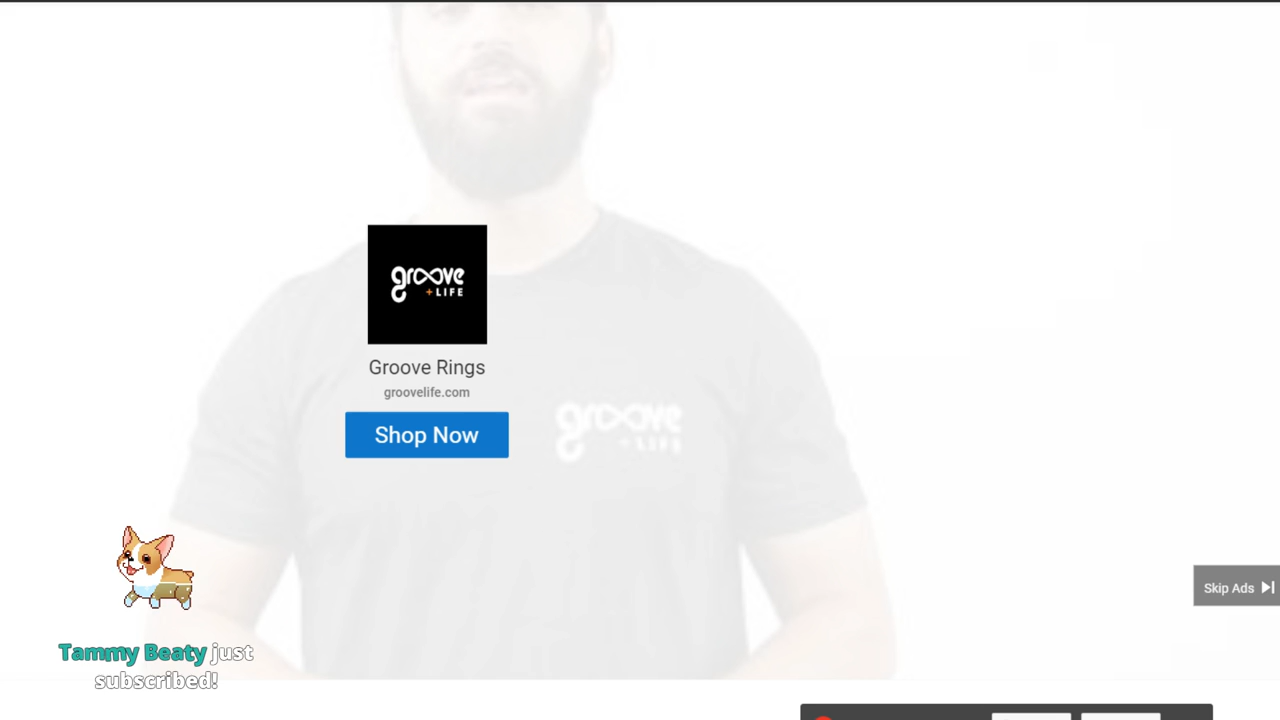 groove
+ LIFE
Groove Rings
groovelife.com
Shop Now
groove
+ LIFE
Skip Ads
Tammy Beaty just
subscribed!